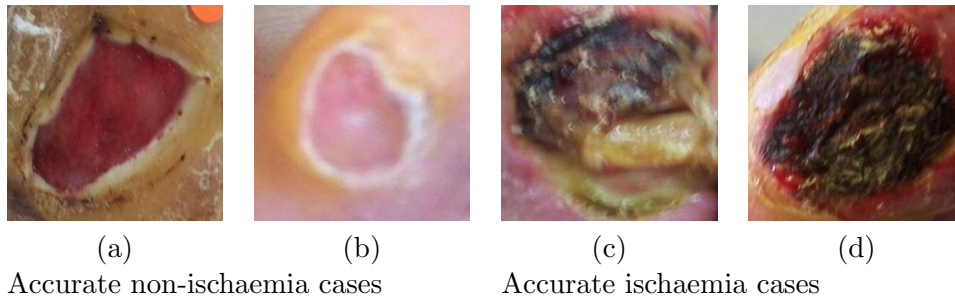 (a) (b) (c) (d)
Accurate non-ischaemia cases Accurate ischaemia cases